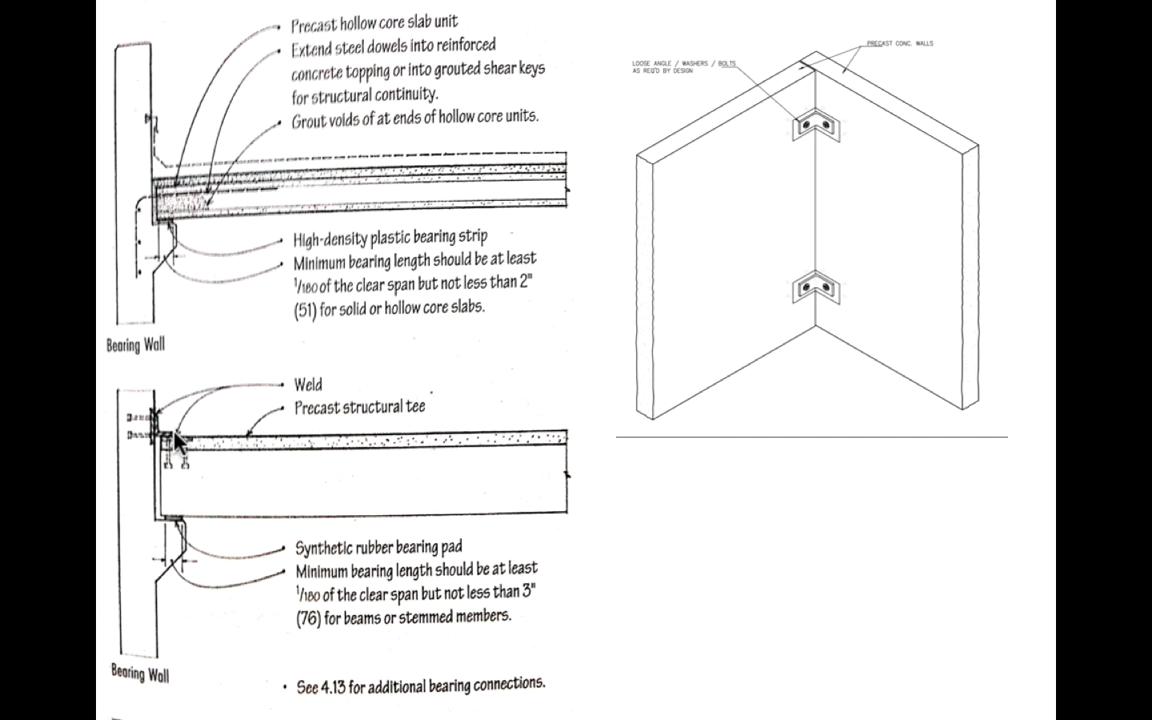 Precast hollow core slab unit
Extend steel dowels into reinforced
concrete topping or into grouted shear keys
for structural continuity.
Grout voids of at ends of hollow core units.
High-density plastic bearing strip
Minimum bearing length should be at least
1/180 of the clear span but not less than 2"
(51) for solid or hollow core slabs.
Bearing Wall
Weld
Precast structural tee
Synthetic rubber bearing pad
Minimum bearing length should be at least
1/180 of the clear span but not less than 3"
(76) for beams or stemmed members.
Bearing Wall
• See 4.13 for additional bearing connections.
PRECAST CONC. WALLS
LOOSE ANGLE / WASHERS / BOLTS
AS REQ'D BY DESIGN